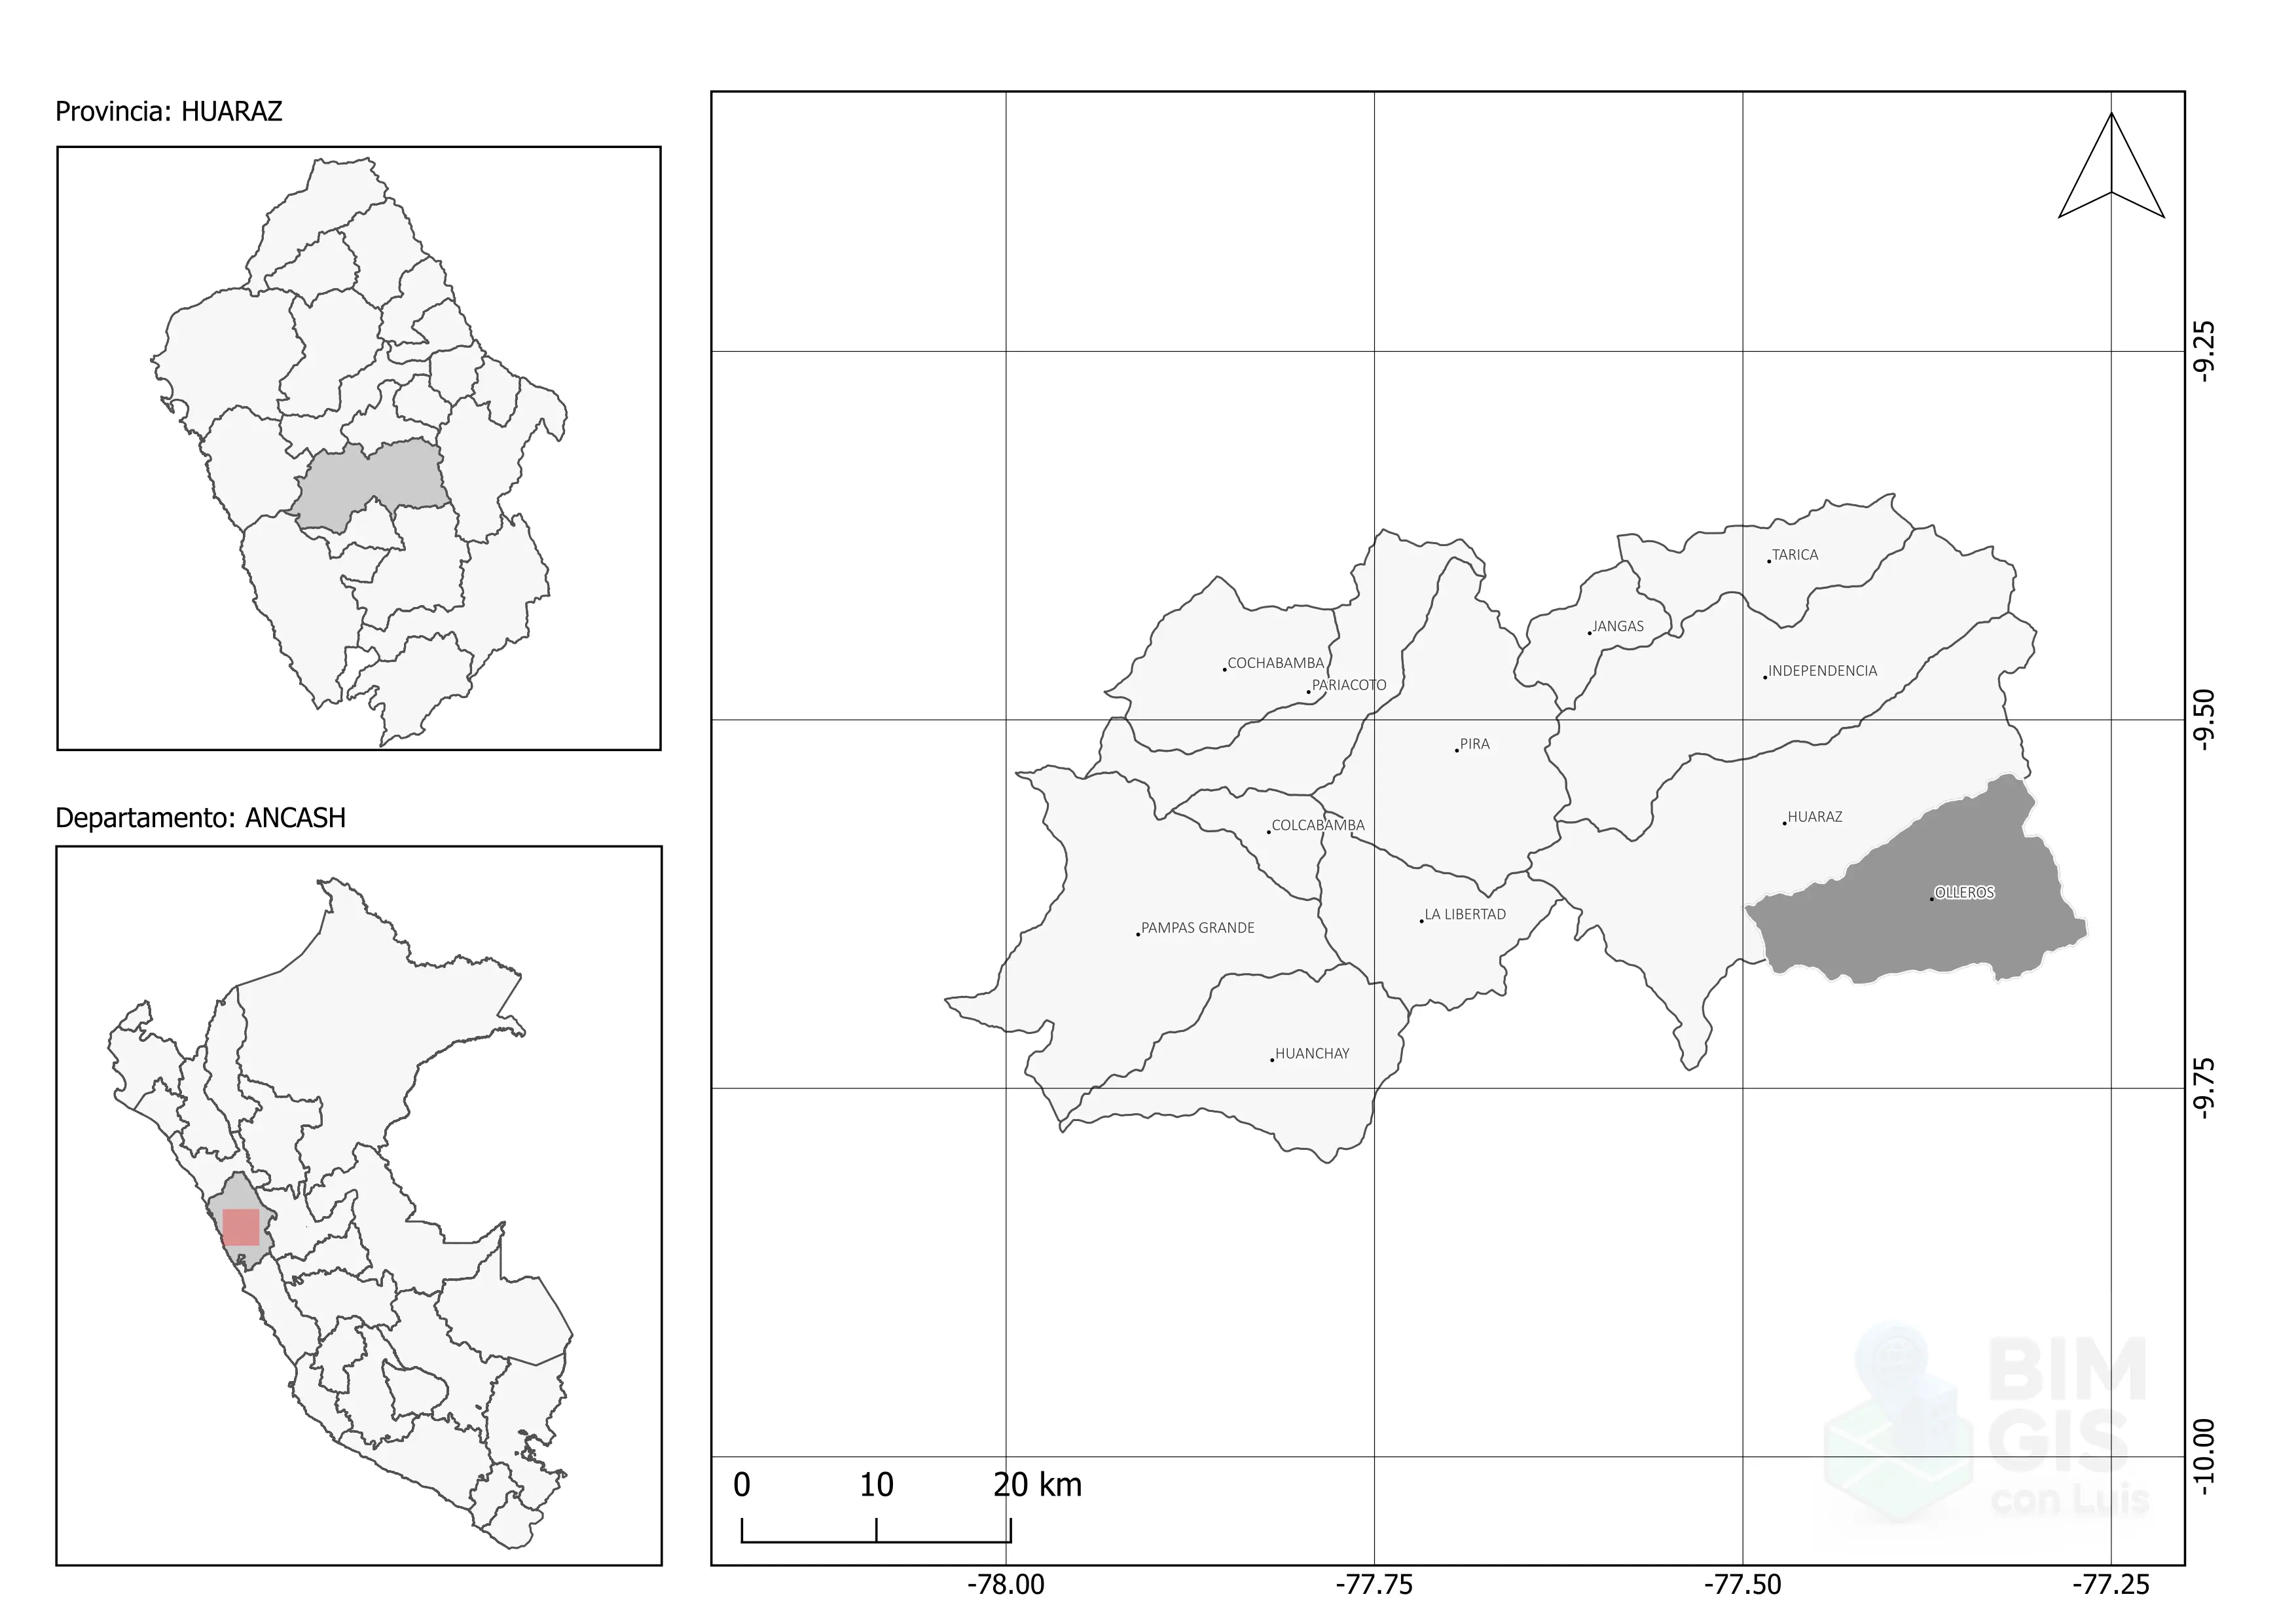 Provincia: HUARAZ
Departamento: ANCASH
TARICA
JANGAS
COCHABAMBA
INDEPENDENCIA
PARIACOTO
PIRA
HUARAZ
COLCABAMBA
OLLEROS
LA LIBERTAD
PAMPAS GRANDE
HUANCHAY
-9.25
-9.50
-9.75
-10.00
BIM
GIS
con Luis
0 10 20 km
-78.00 -77.75 -77.50 -77.25